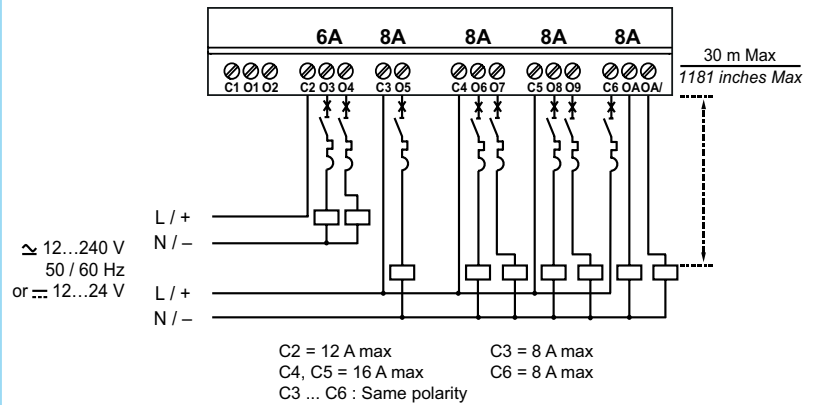 6A 8A 8A 8A 8A
C1 O1 O2 C2 O3 O4 C3 O5 C4 O6 O7 C5 O8 O9 C6 OA OA/
30 m Max
1181 inches Max
L / +
N / –
≃ 12...240 V
50 / 60 Hz
or ⎓ 12...24 V
L / +
N / –
C2 = 12 A max C3 = 8 A max
C4, C5 = 16 A max C6 = 8 A max
C3 ... C6 : Same polarity